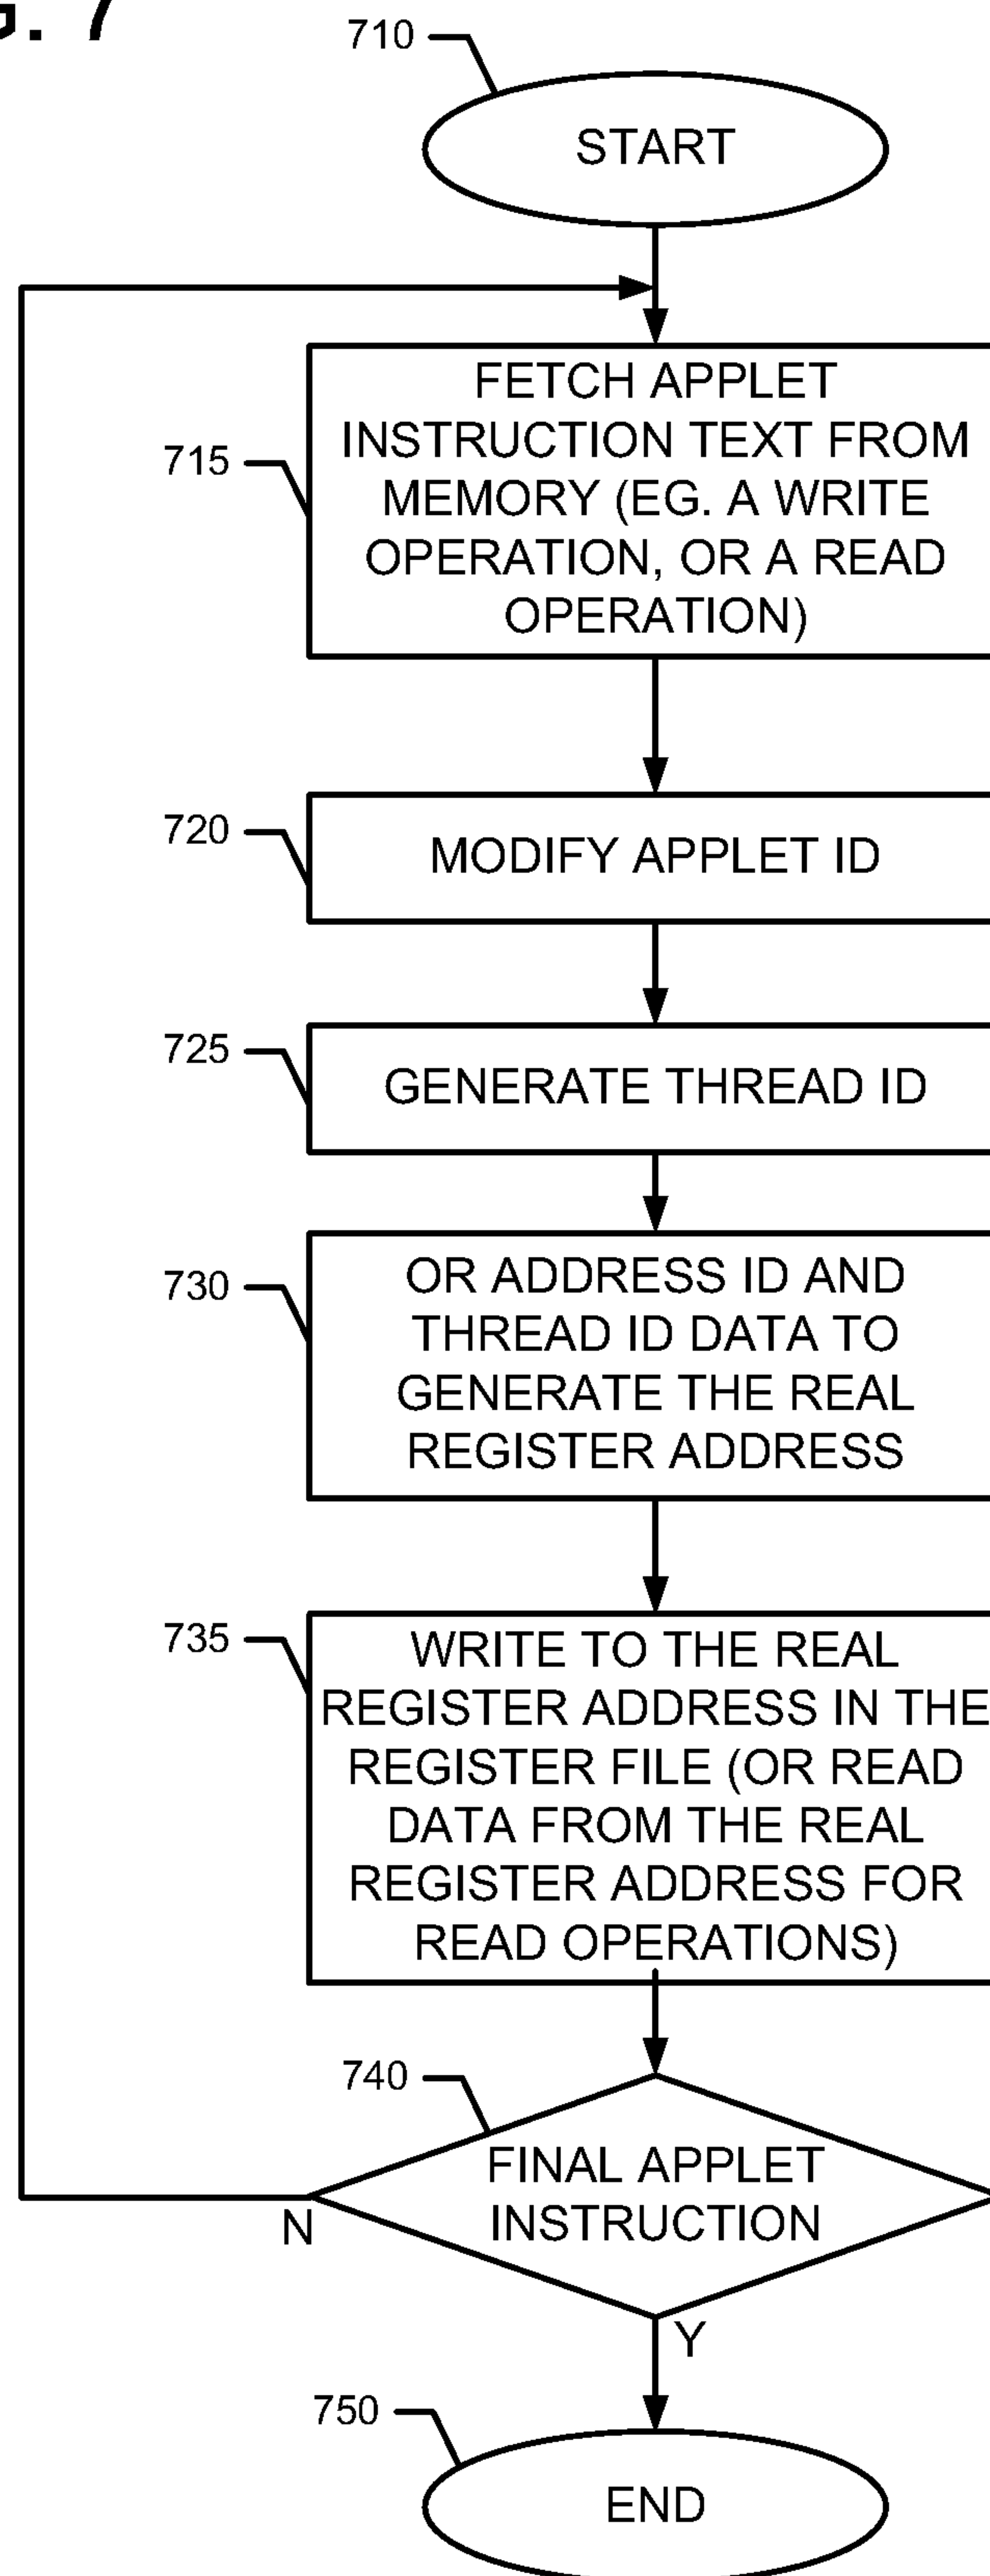 G. 7
710
START
FETCH APPLET
INSTRUCTION TEXT FROM
MEMORY (EG. A WRITE
OPERATION, OR A READ
OPERATION)
715
720
MODIFY APPLET ID
725
GENERATE THREAD ID
730
OR ADDRESS ID AND
THREAD ID DATA TO
GENERATE THE REAL
REGISTER ADDRESS
735
WRITE TO THE REAL
REGISTER ADDRESS IN THE
REGISTER FILE (OR READ
DATA FROM THE REAL
REGISTER ADDRESS FOR
READ OPERATIONS)
740
FINAL APPLET
INSTRUCTION
N
Y
750
END